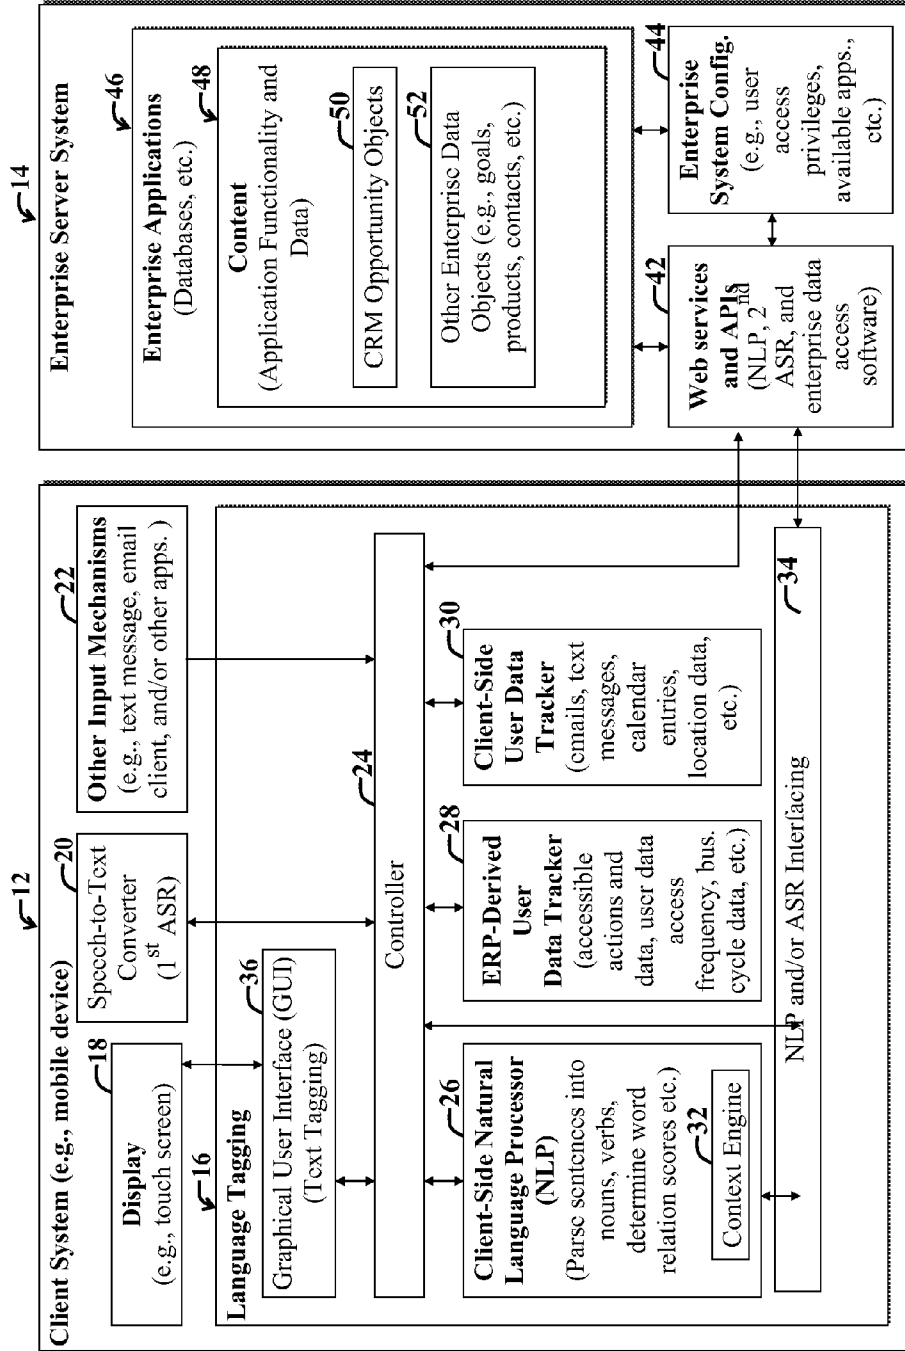 12
Client System (e.g., mobile device)
18
Display
(e.g., touch screen)
20
Speech-to-Text
Converter
(1st ASR)
22
Other Input Mechanisms
(e.g., text message, email
client, and/or other apps. )
16
Language Tagging
36
Graphical User Interface (GUI)
(Text Tagging)
24
Controller
26
Client-Side Natural
Language Processor
(NLP)
(Parse sentences into
nouns, verbs,
determine word
relation scores etc.)
32
Context Engine
28
ERP-Derived
User
Data Tracker
(accessible
actions and
data, user data
access
frequency, bus.
cycle data, etc.)
30
Client-Side
User Data
Tracker
(emails, text
messages,
calendar
entries,
location data,
etc.)
34
NLP and/or ASR Interfacing
14
Enterprise Server System
46
Enterprise Applications
(Databases, etc.)
48
Content
(Application Functionality and
Data)
50
CRM Opportunity Objects
52
Other Enterprise Data
Objects (e.g., goals,
products, contacts, etc.)
42
Web services
and APIs
(NLP, 2nd
ASR, and
enterprise data
access
software)
44
Enterprise
System Config.
(e.g., user
access
privileges,
available apps.,
etc.)